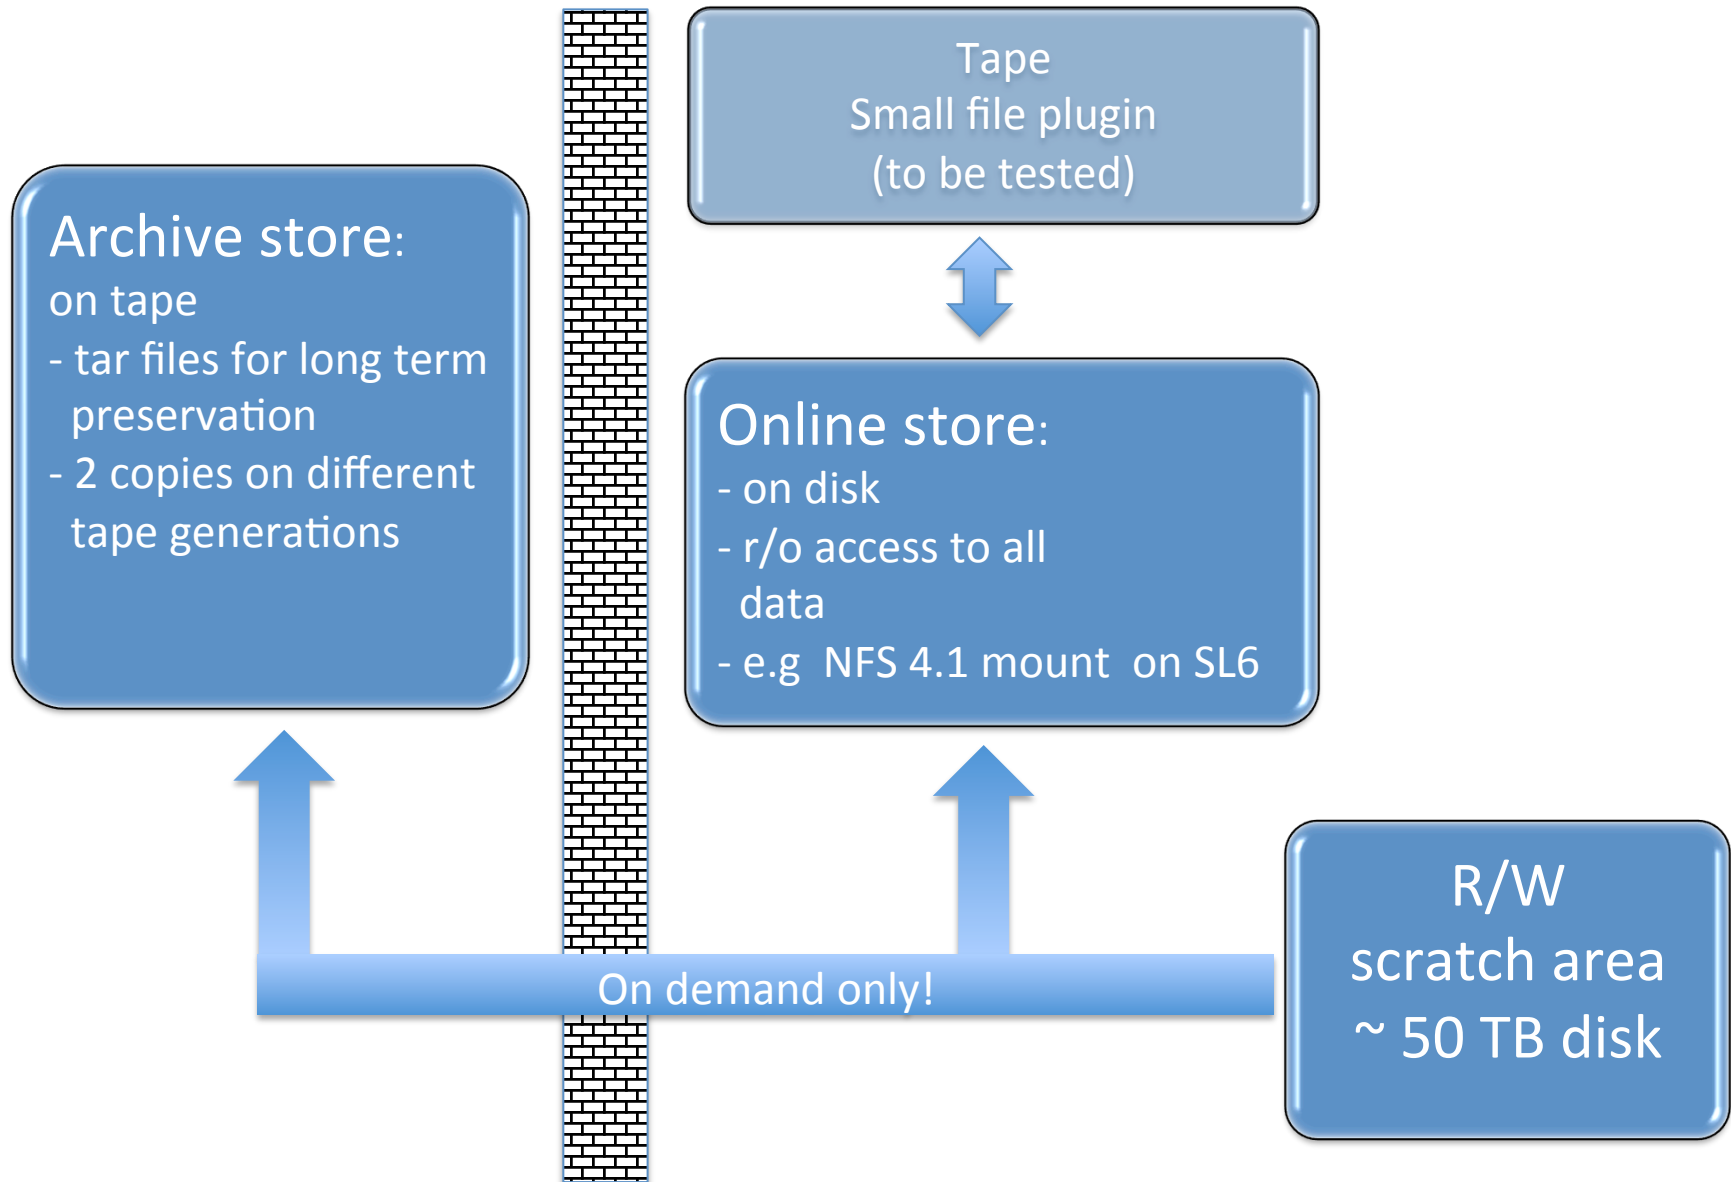 Tape
Small file plugin
(to be tested)
Archive store:
on tape
- tar files for long term
preservation
- 2 copies on different
tape generations
Online store:
- on disk
- r/o access to all
data
- e.g  NFS 4.1 mount  on SL6
R/W
scratch area
~ 50 TB disk
On demand only!